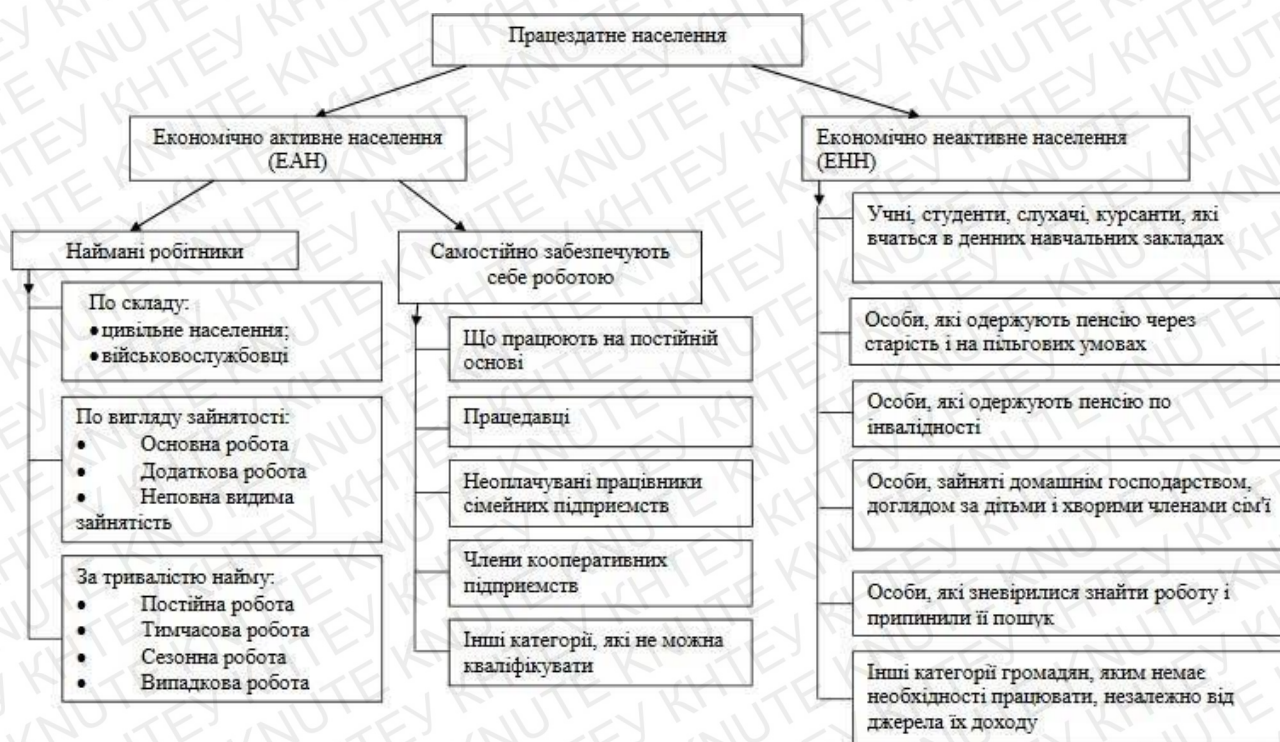 Працездатне населення
Економічно активне населення
(ЕАН)
Економічно неактивне населення
(ЕНН)
Наймані робітники
По складу:
•цивільне населення;
•військовослужбовці
По вигляду зайнятості:
• Основна робота
• Додаткова робота
• Неповна видима
зайнятість
За тривалістю найму:
• Постійна робота
• Тимчасова робота
• Сезонна робота
• Випадкова робота
Самостійно забезпечують
себе роботою
Що працюють на постійній
основі
Працедавці
Неоплачувані працівники
сімейних підприємств
Члени кооперативних
підприємств
Інші категорії, які не можна
кваліфікувати
Учні, студенти, слухачі, курсанти, які
вчаться в денних навчальних закладах
Особи, які одержують пенсію через
старість і на пільгових умовах
Особи, які одержують пенсію по
інвалідності
Особи, зайняті домашнім господарством,
доглядом за дітьми і хворими членами сім'ї
Особи, які зневірилися знайти роботу і
припинили її пошук
Інші категорії громадян, яким немає
необхідності працювати, незалежно від
джерела їх доходу
КНТЕУ KNUTE